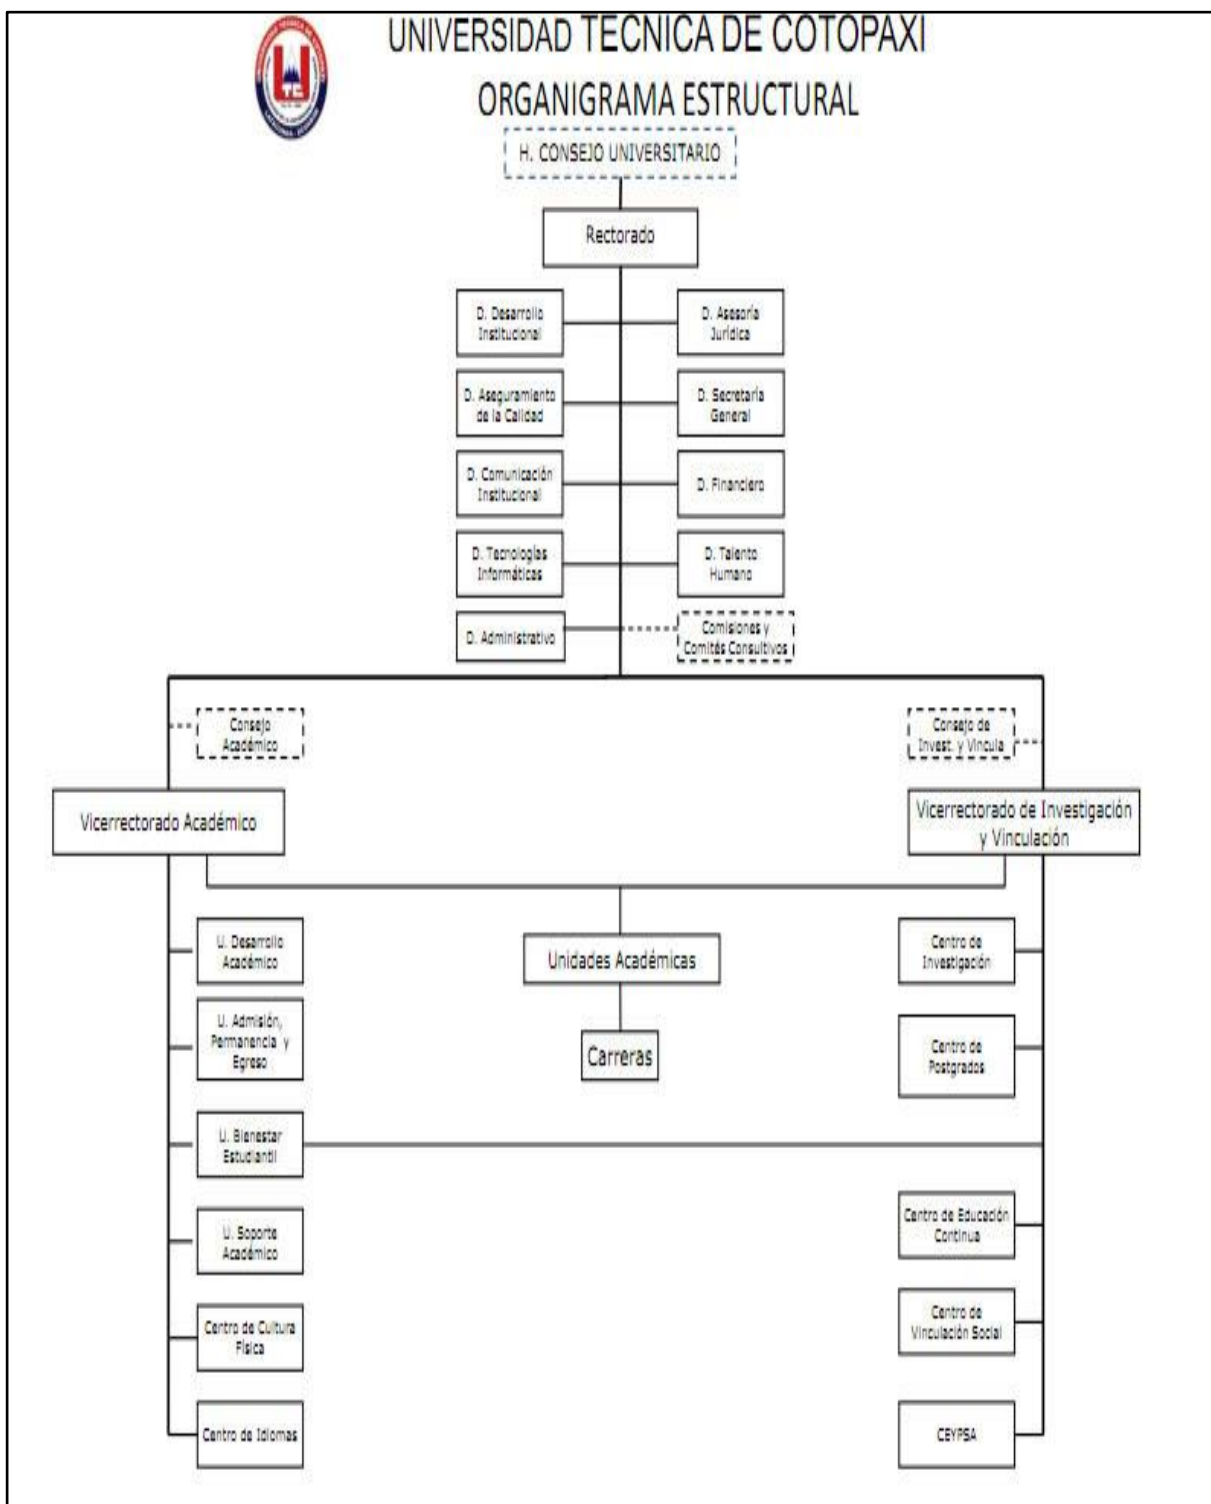 UNIVERSIDAD TECNICA DE COTOPAXI
ORGANIGRAMA ESTRUCTURAL
H. CONSEJO UNIVERSITARIO
Rectorado
D. Desarrollo
Institucional
D. Asesoría
Jurídica
D. Aseguramiento
de la Calidad
D. Secretaría
General
D. Comunicación
Institucional
D. Financiero
D. Tecnologías
Informáticas
D. Talento
Humano
D. Administrativo
Comisiones y
Comités Consultivos
Consejo
Académico
Consejo de
Invest. y Vincula
Vicerrectorado Académico
Vicerrectorado de Investigación
y Vinculación
U. Desarrollo
Académico
Unidades Académicas
Centro de
Investigación
U. Admisión,
Permanencia y
Egreso
Carreras
Centro de
Postgrados
U. Bienestar
Estudiantil
Centro de Educación
Continua
U. Soporte
Académico
Centro de Cultura
Física
Centro de
Vinculación Social
Centro de Idiomas
CEYPSA